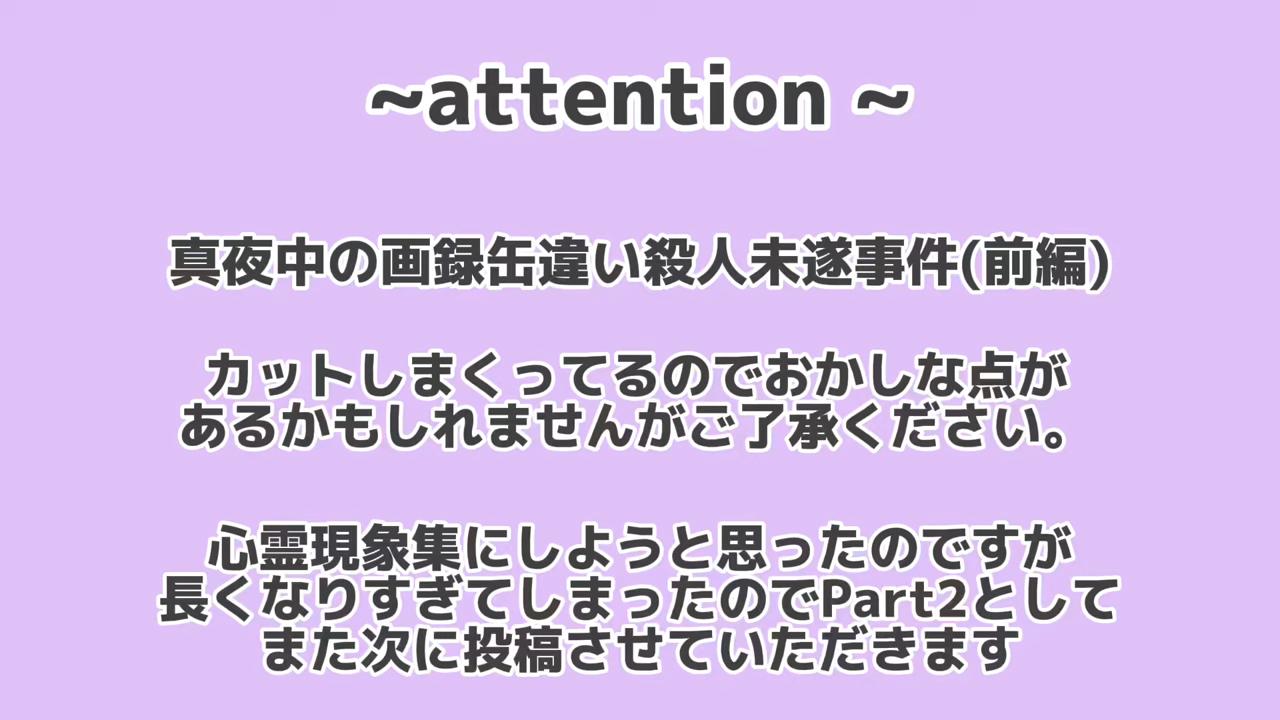 ~attention ~
真夜中の画録缶違い殺人未遂事件(前編)
カットしまくってるのでおかしな点が
あるかもしれませんがご了承ください。
心霊現象集にしようと思ったのですが
長くなりすぎてしまったのでPart2として
また次に投稿させていただきます